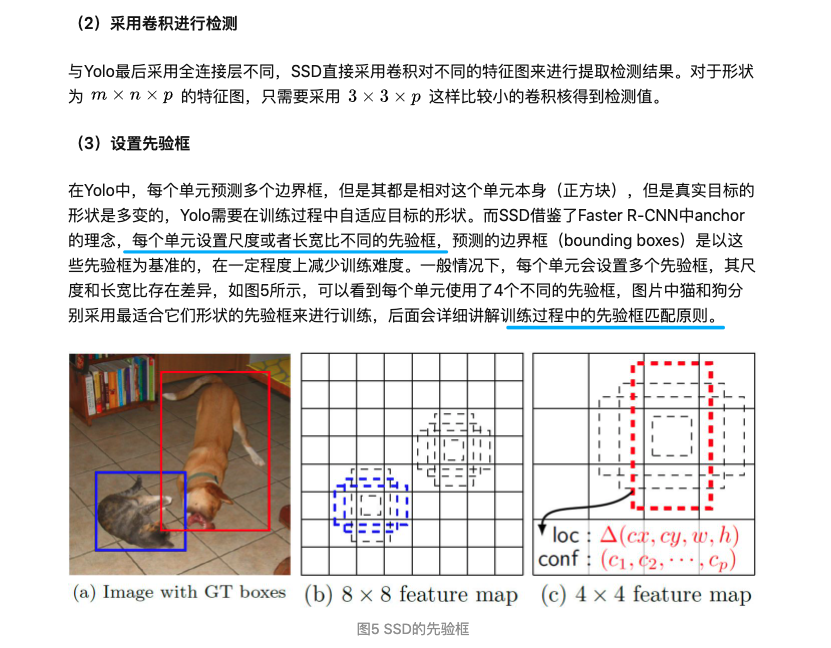 （2）采用卷积进行检测
与Yolo最后采用全连接层不同，SSD直接采用卷积对不同的特征图来进行提取检测结果。对于形状
为 m × n × p 的特征图，只需要采用 3 × 3 × p 这样比较小的卷积核得到检测值。
（3）设置先验框
在Yolo中，每个单元预测多个边界框，但是其都是相对这个单元本身（正方块），但是真实目标的
形状是多变的，Yolo需要在训练过程中自适应目标的形状。而SSD借鉴了Faster R-CNN中anchor
的理念，每个单元设置尺度或者长宽比不同的先验框，预测的边界框（bounding boxes）是以这
些先验框为基准的，在一定程度上减少训练难度。一般情况下，每个单元会设置多个先验框，其尺
度和长宽比存在差异，如图5所示，可以看到每个单元使用了4个不同的先验框，图片中猫和狗分
别采用最适合它们形状的先验框来进行训练，后面会详细讲解训练过程中的先验框匹配原则。
loc : Δ(cx, cy, w, h)
conf : (c₁, c₂, ⋯, cₚ)
(a) Image with GT boxes (b) 8 × 8 feature map (c) 4 × 4 feature map
图5 SSD的先验框